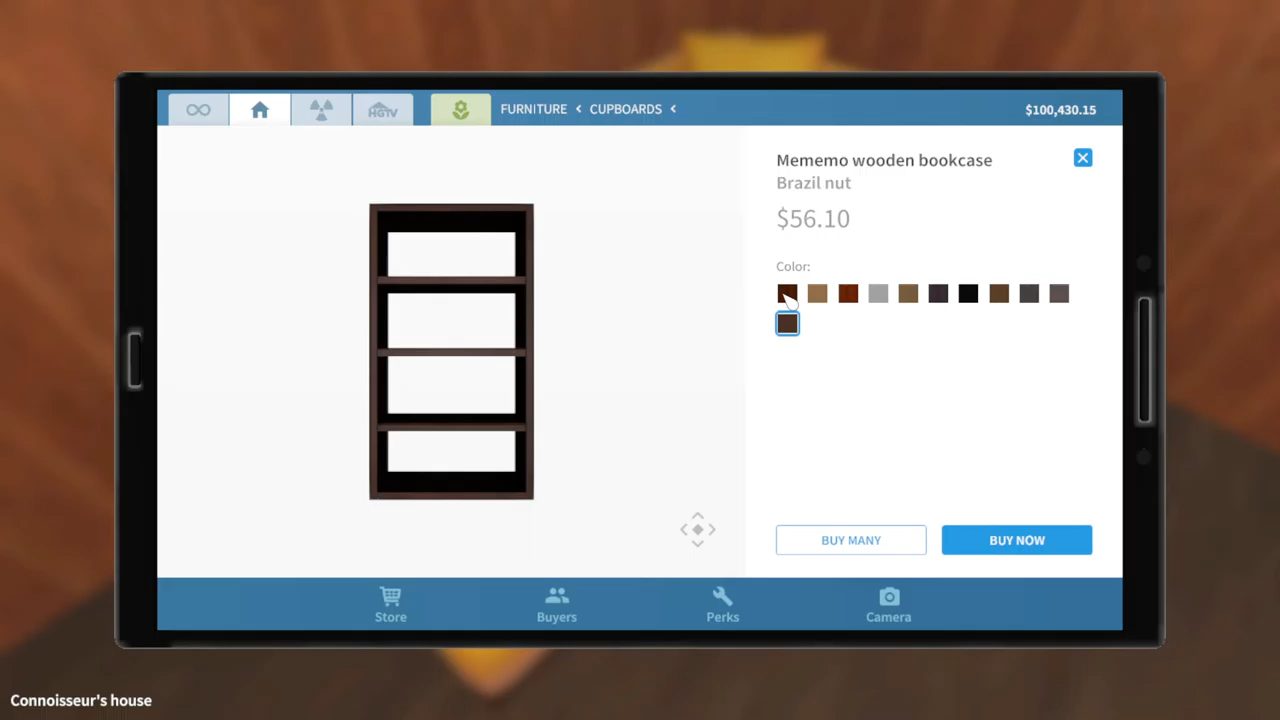 HGTV
FURNITURE < CUPBOARDS <
$100,430.15
Mememo wooden bookcase
Brazil nut
$56.10
Color:
BUY MANY
BUY NOW
Store
Buyers
Perks
Camera
Connoisseur's house